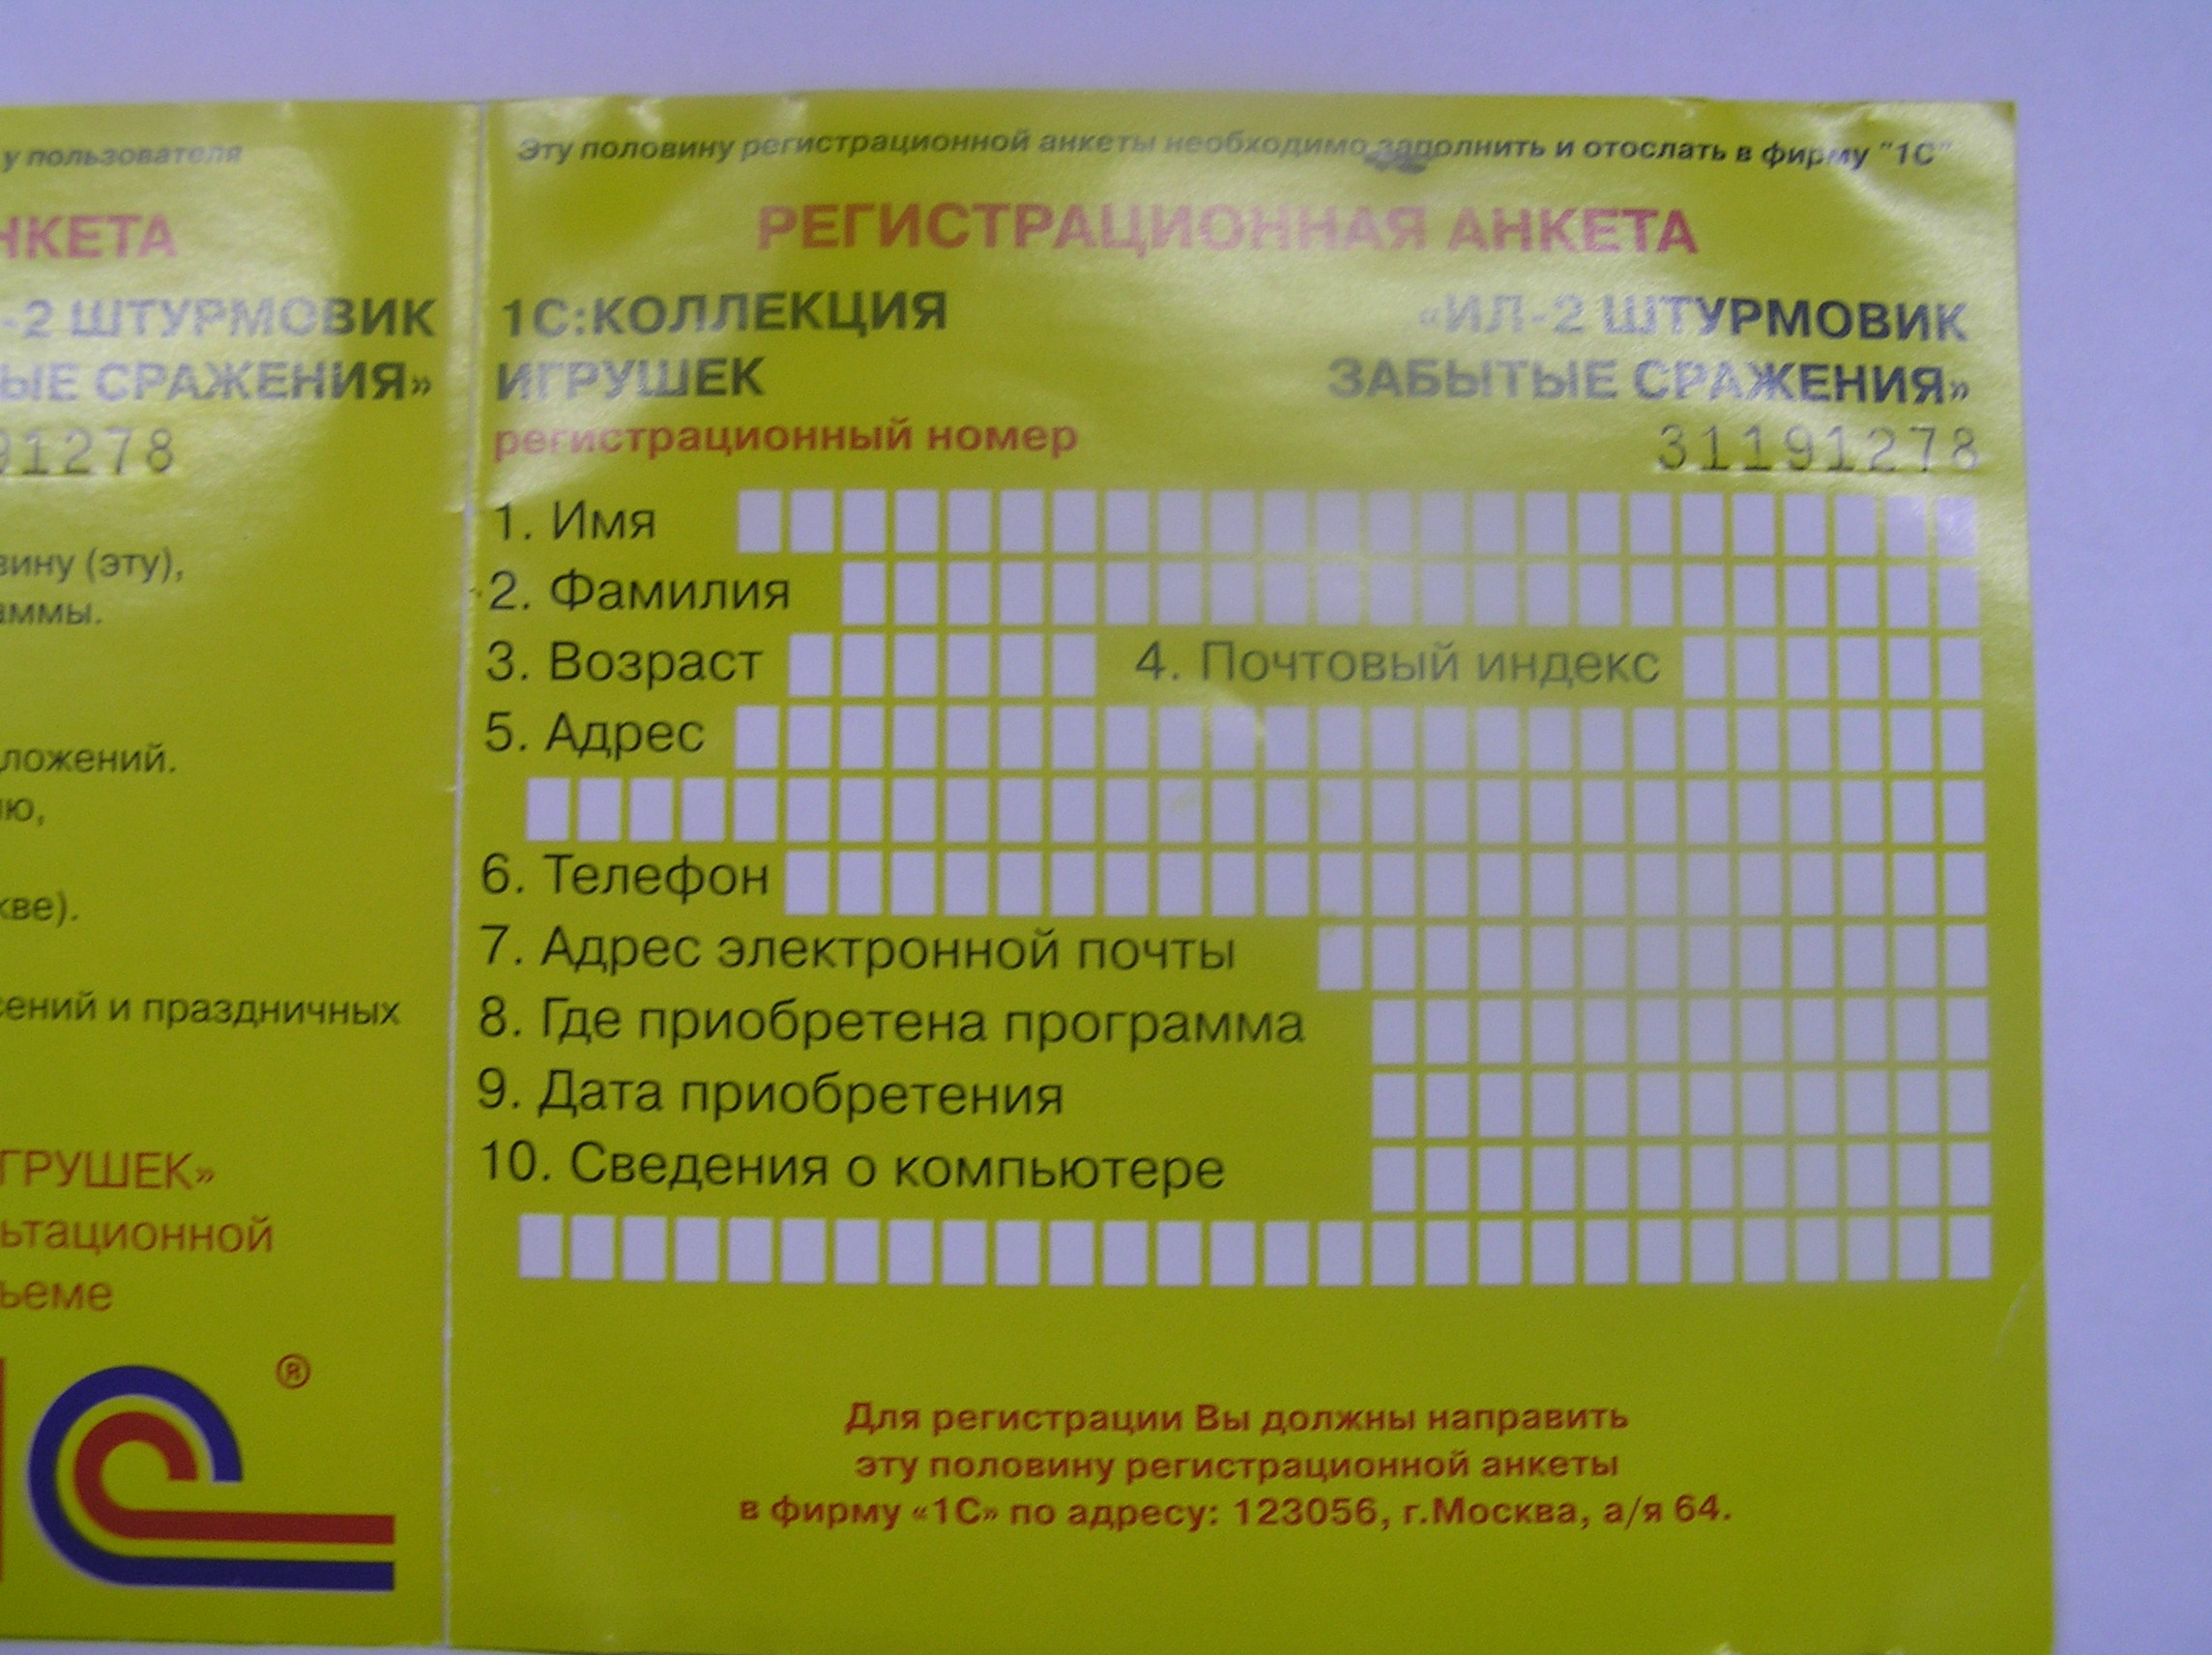 у пользователя
НКЕТА
-2 ШТУРМОВИК
ЫЕ СРАЖЕНИЯ»
91278
вину (эту),
аммы.
ложений.
ю,
кве).
сений и праздничных
ГРУШЕК»
ьтационной
ъеме
®
Эту половину регистрационной анкеты необходимо заполнить и отослать в фирму "1С"
РЕГИСТРАЦИОННАЯ АНКЕТА
1С:КОЛЛЕКЦИЯ «ИЛ-2 ШТУРМОВИК
ИГРУШЕК ЗАБЫТЫЕ СРАЖЕНИЯ»
регистрационный номер 31191278
1. Имя
2. Фамилия
3. Возраст 4. Почтовый индекс
5. Адрес
6. Телефон
7. Адрес электронной почты
8. Где приобретена программа
9. Дата приобретения
10. Сведения о компьютере
Для регистрации Вы должны направить
эту половину регистрационной анкеты
в фирму «1С» по адресу: 123056, г.Москва, а/я 64.